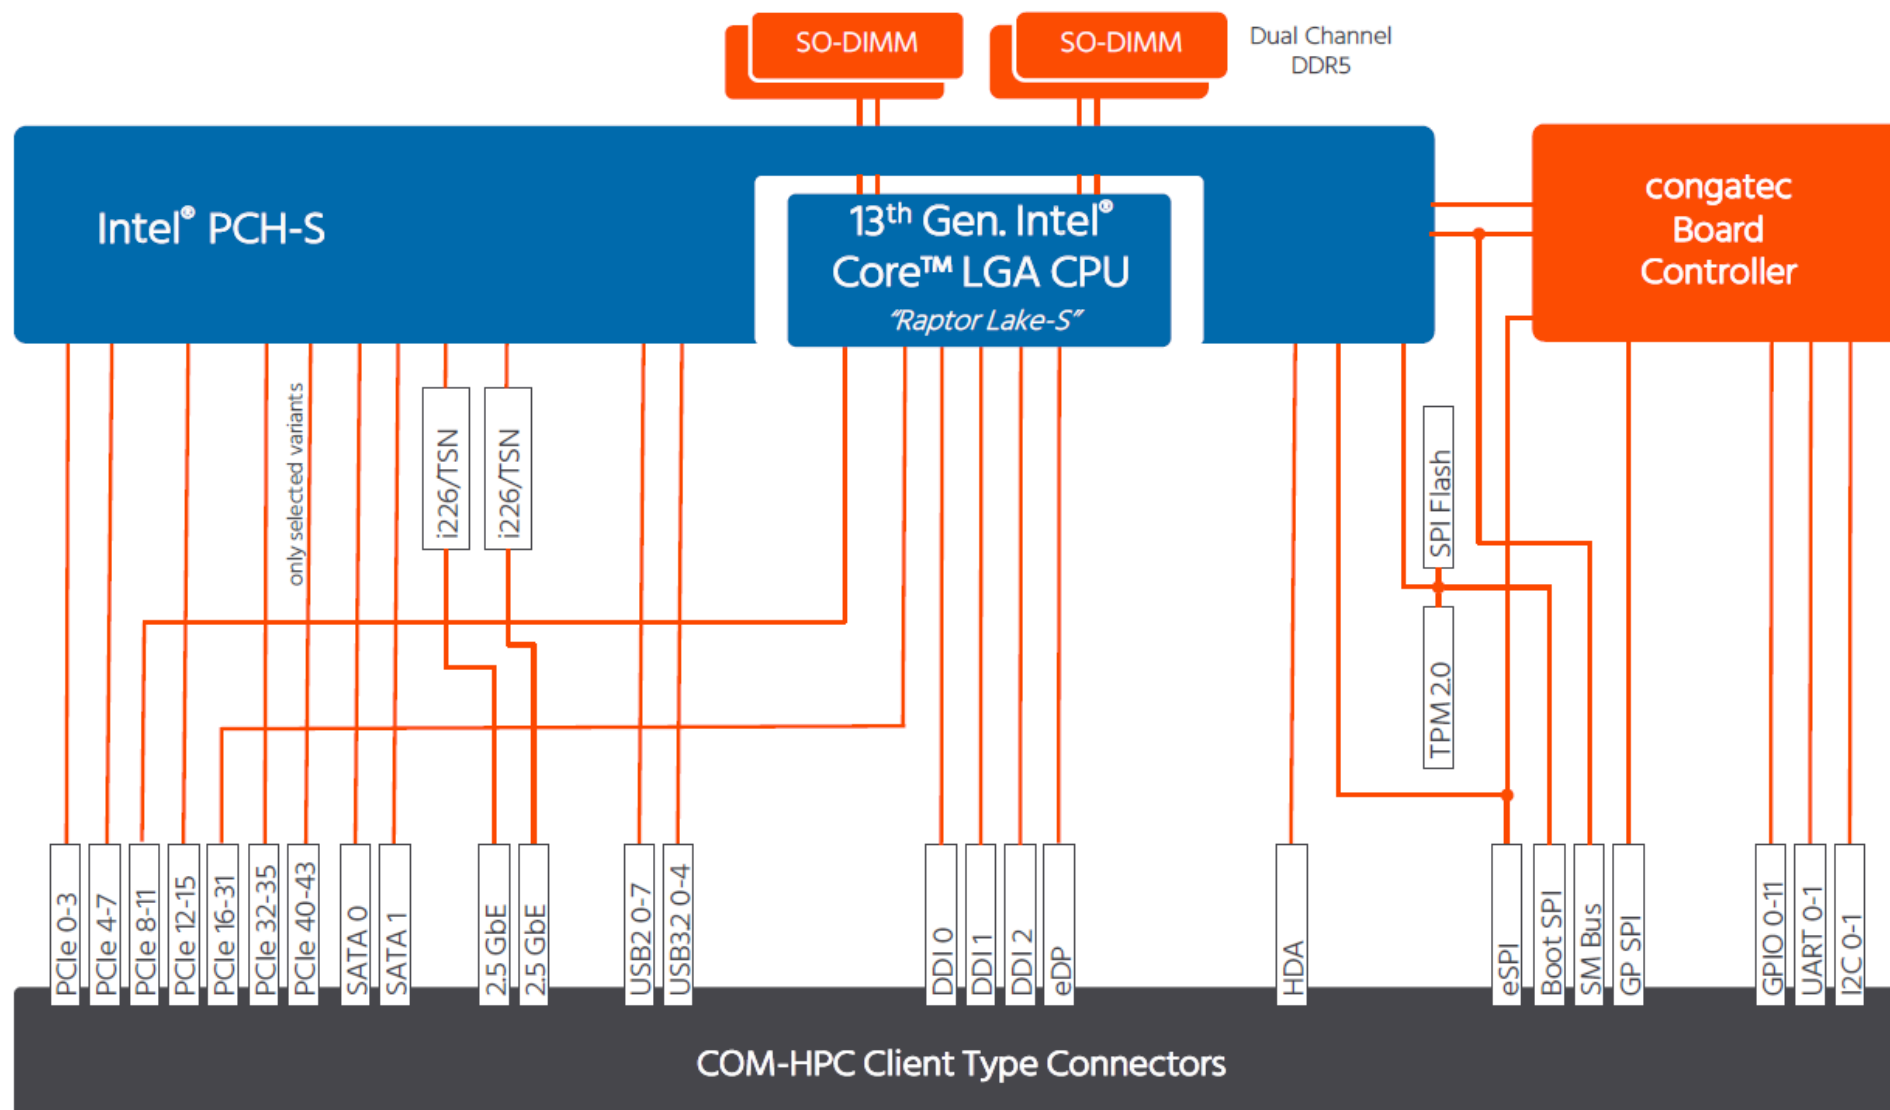 SO-DIMM
SO-DIMM
Dual Channel
DDR5
Intel® PCH-S
13th Gen. Intel®
Core™ LGA CPU
"Raptor Lake-S"
congatec
Board
Controller
only selected variants
i226/TSN
i226/TSN
SPI Flash
TPM 2.0
PCIe 0-3
PCIe 4-7
PCIe 8-11
PCIe 12-15
PCIe 16-31
PCIe 32-35
PCIe 40-43
SATA 0
SATA 1
2.5 GbE
2.5 GbE
USB2 0-7
USB3.2 0-4
DDI 0
DDI 1
DDI 2
eDP
HDA
eSPI
Boot SPI
SM Bus
GP SPI
GPIO 0-11
UART 0-1
I2C 0-1
COM-HPC Client Type Connectors